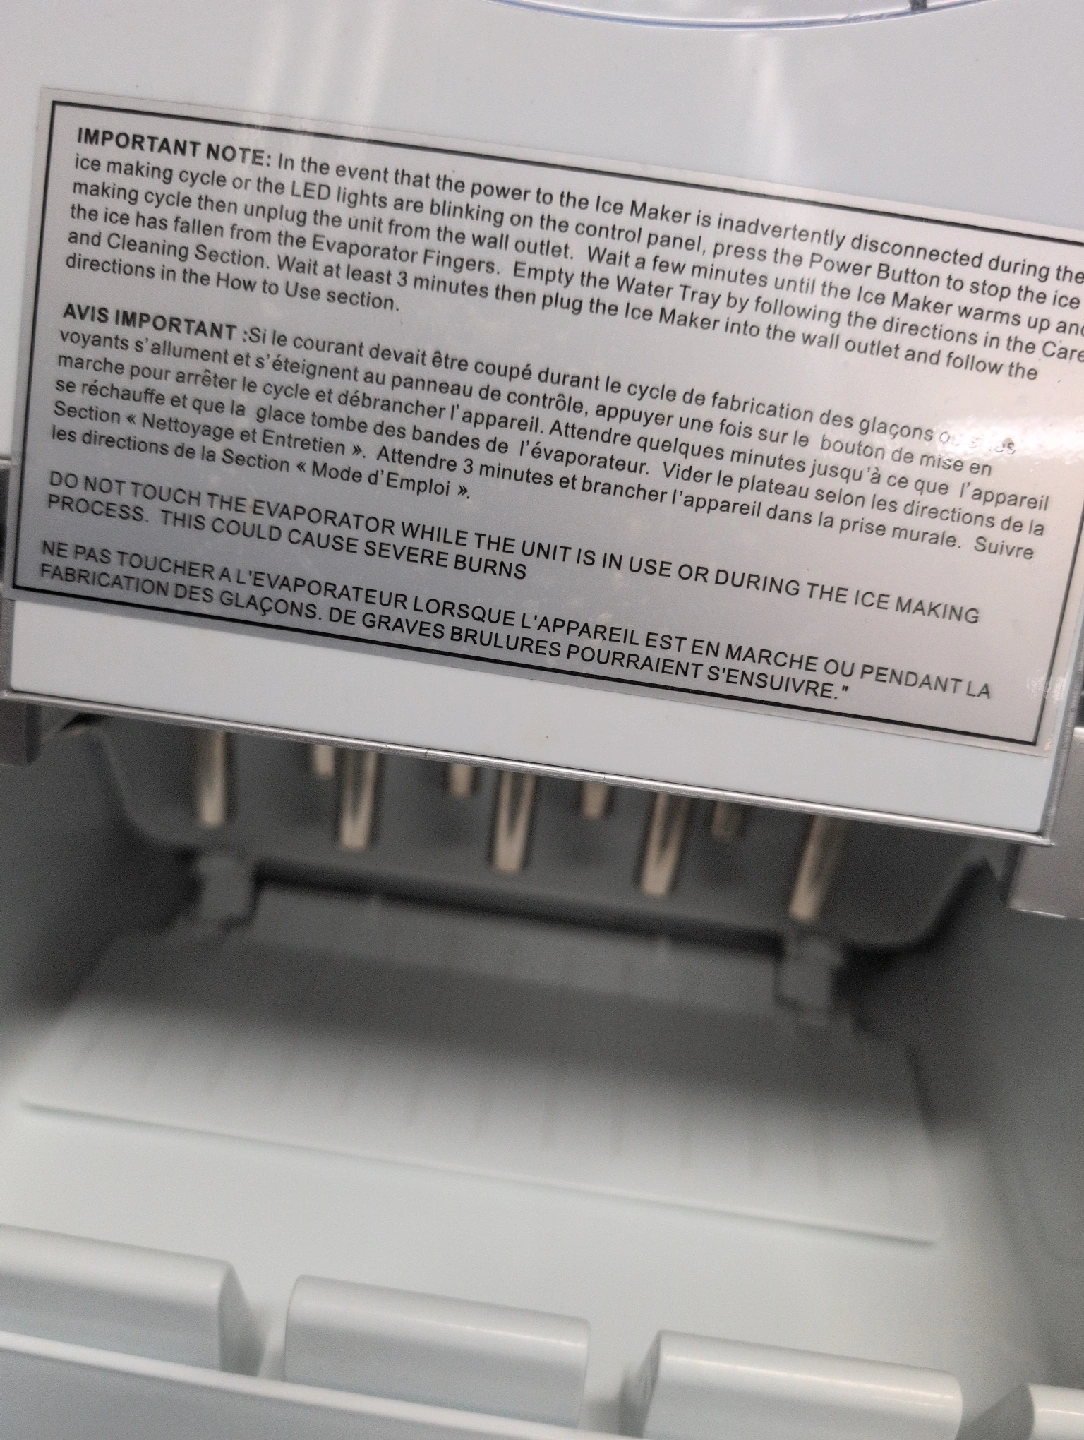 IMPORTANT NOTE: In the event that the power to the Ice Maker is inadvertently disconnected during the
ice making cycle or the LED lights are blinking on the control panel, press the Power Button to stop the ice
making cycle then unplug the unit from the wall outlet. Wait a few minutes until the Ice Maker warms up and
the ice has fallen from the Evaporator Fingers. Empty the Water Tray by following the directions in the Care
and Cleaning Section. Wait at least 3 minutes then plug the Ice Maker into the wall outlet and follow the
directions in the How to Use section.
AVIS IMPORTANT :Si le courant devait être coupé durant le cycle de fabrication des glaçons
voyants s'allument et s'éteignent au panneau de contrôle, appuyer une fois sur le bouton de mise en
marche pour arrêter le cycle et débrancher l'appareil. Attendre quelques minutes jusqu'à ce que l'appareil
se réchauffe et que la glace tombe des bandes de l'évaporateur. Vider le plateau selon les directions de la
Section « Nettoyage et Entretien ». Attendre 3 minutes et brancher l'appareil dans la prise murale. Suivre
les directions de la Section « Mode d'Emploi ».
DO NOT TOUCH THE EVAPORATOR WHILE THE UNIT IS IN USE OR DURING THE ICE MAKING
PROCESS. THIS COULD CAUSE SEVERE BURNS
NE PAS TOUCHER A L'EVAPORATEUR LORSQUE L'APPAREIL EST EN MARCHE OU PENDANT LA
FABRICATION DES GLAÇONS. DE GRAVES BRULURES POURRAIENT S'ENSUIVRE."